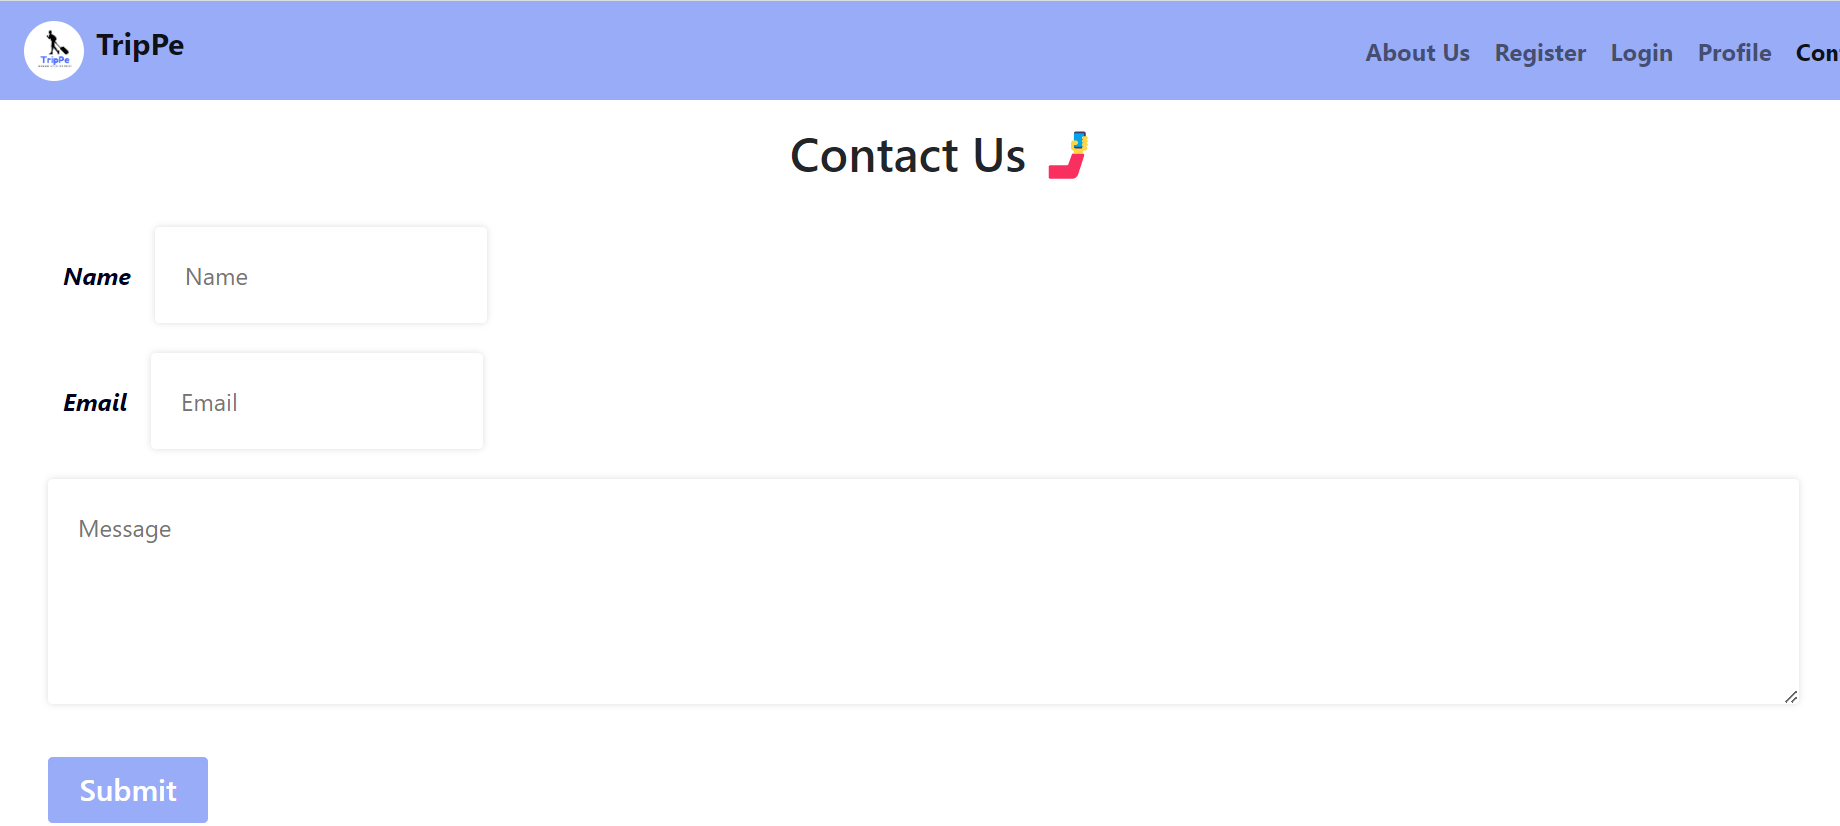 TripPe
TripPe
About Us Register Login Profile Con
Contact Us
Name Name
Email Email
Message
Submit